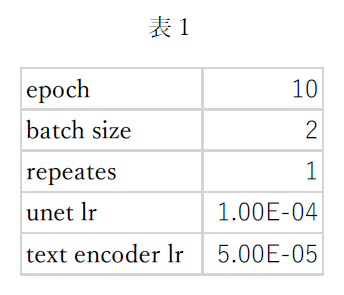 表 1
epoch 10
batch size 2
repeates 1
unet lr 1.00E-04
text encoder lr 5.00E-05